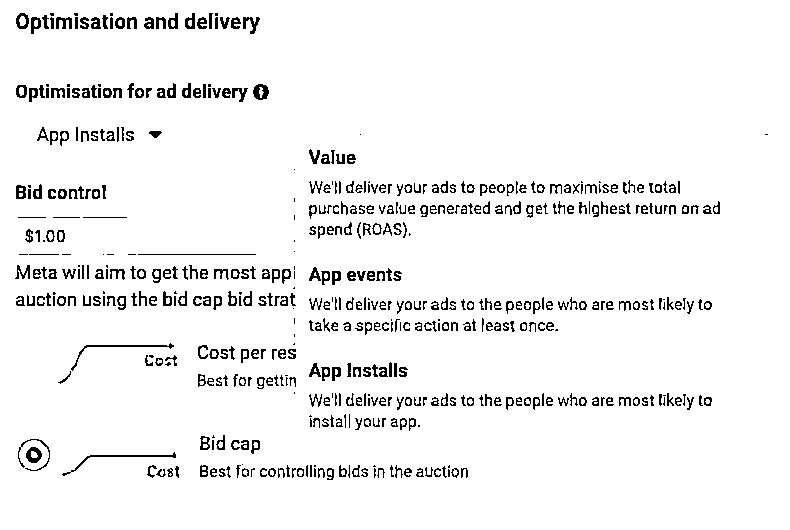 Optimisation and delivery
Optimisation for ad delivery
App Installs
Bid control
$1.00
Meta will aim to get the most appl
auction using the bid cap bid strat
Cost
Cost per res
Best for gettin
Bid cap
Cost
Best for controlling bids in the auction
Value
We'll deliver your ads to people to maximise the total
purchase value generated and get the highest return on ad
spend (ROAS).
App events
We'll deliver your ads to the people who are most likely to
take a specific action at least once.
App Installs
We'll deliver your ads to the people who are most likely to
install your app.